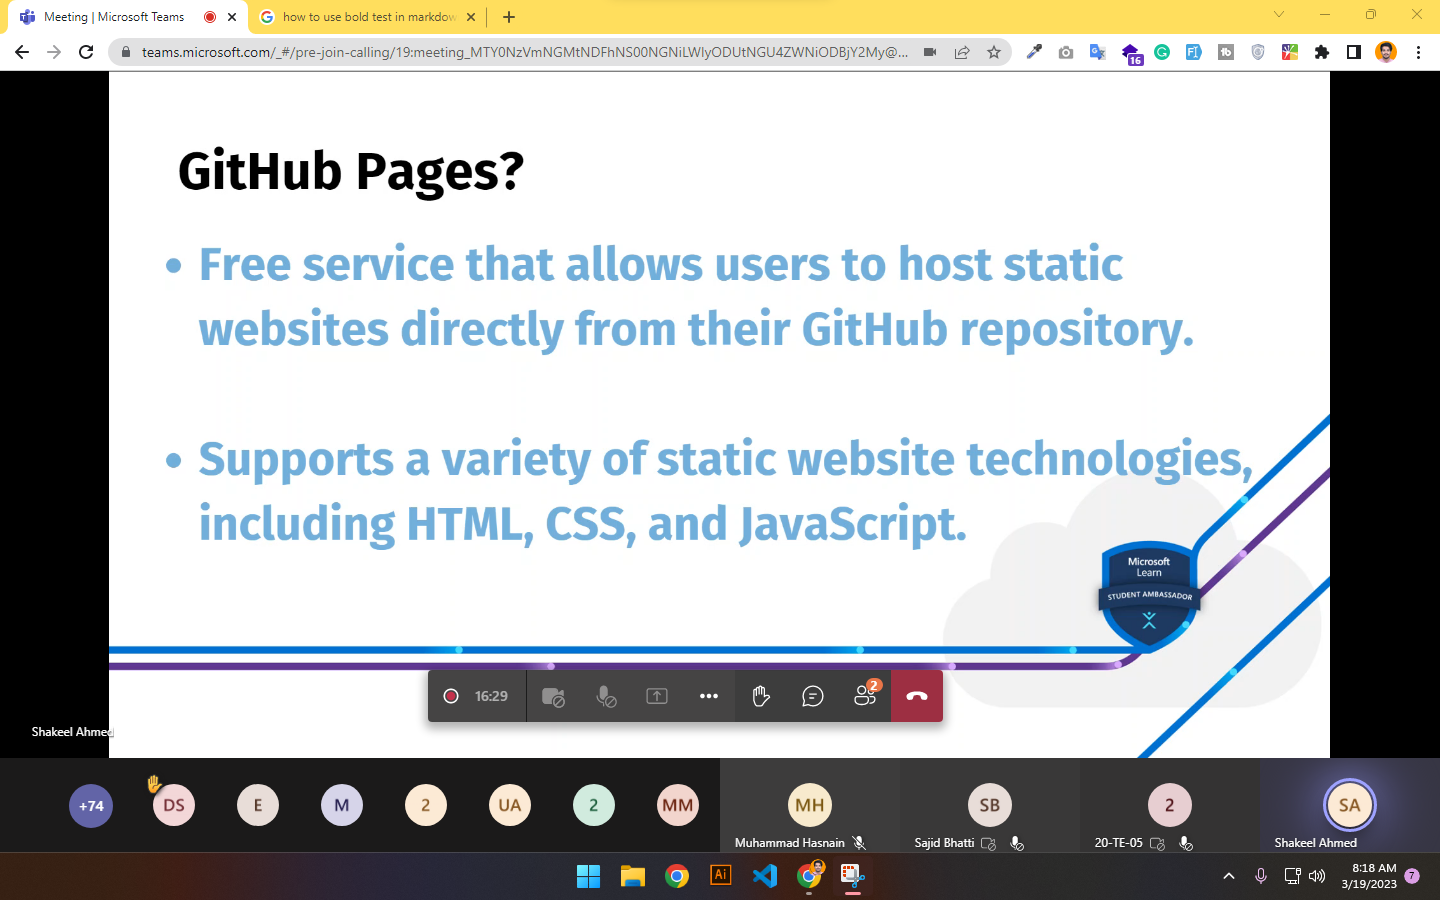 Meeting | Microsoft Teams
how to use bold test in markdow
teams.microsoft.com/_#/pre-join-calling/19:meeting_MTY0NzVmNGMtNDFhNS00NGNiLWIyODUtNGU4ZWNiODBjY2My@...
16
GitHub Pages?
• Free service that allows users to host static
websites directly from their GitHub repository.
• Supports a variety of static website technologies,
including HTML, CSS, and JavaScript.
Microsoft
Learn
STUDENT AMBASSADOR
16:29
2
Shakeel Ahmed
+74
DS
E
M
2
UA
2
MM
MH
SB
2
SA
Muhammad Hasnain
Sajid Bhatti
20-TE-05
Shakeel Ahmed
Ai
8:18 AM
3/19/2023
7